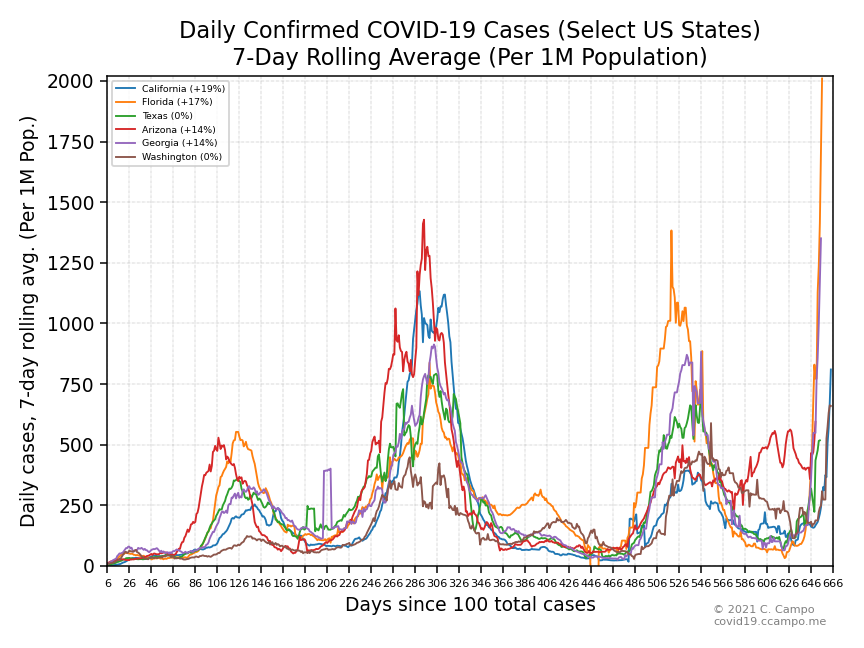 Daily Confirmed COVID-19 Cases (Select US States)
7-Day Rolling Average (Per 1M Population)
Daily cases, 7-day rolling avg. (Per 1M Pop.)
2000
1750
1500
1250
1000
750
500
250
0
California (+19%)
Florida (+17%)
Texas (0%)
Arizona (+14%)
Georgia (+14%)
Washington (0%)
6 26 46 66 86 106 126 146 166 186 206 226 246 266 286 306 326 346 366 386 406 426 446 466 486 506 526 546 566 586 606 626 646 666
Days since 100 total cases
© 2021 C. Campo
covid19.ccampo.me